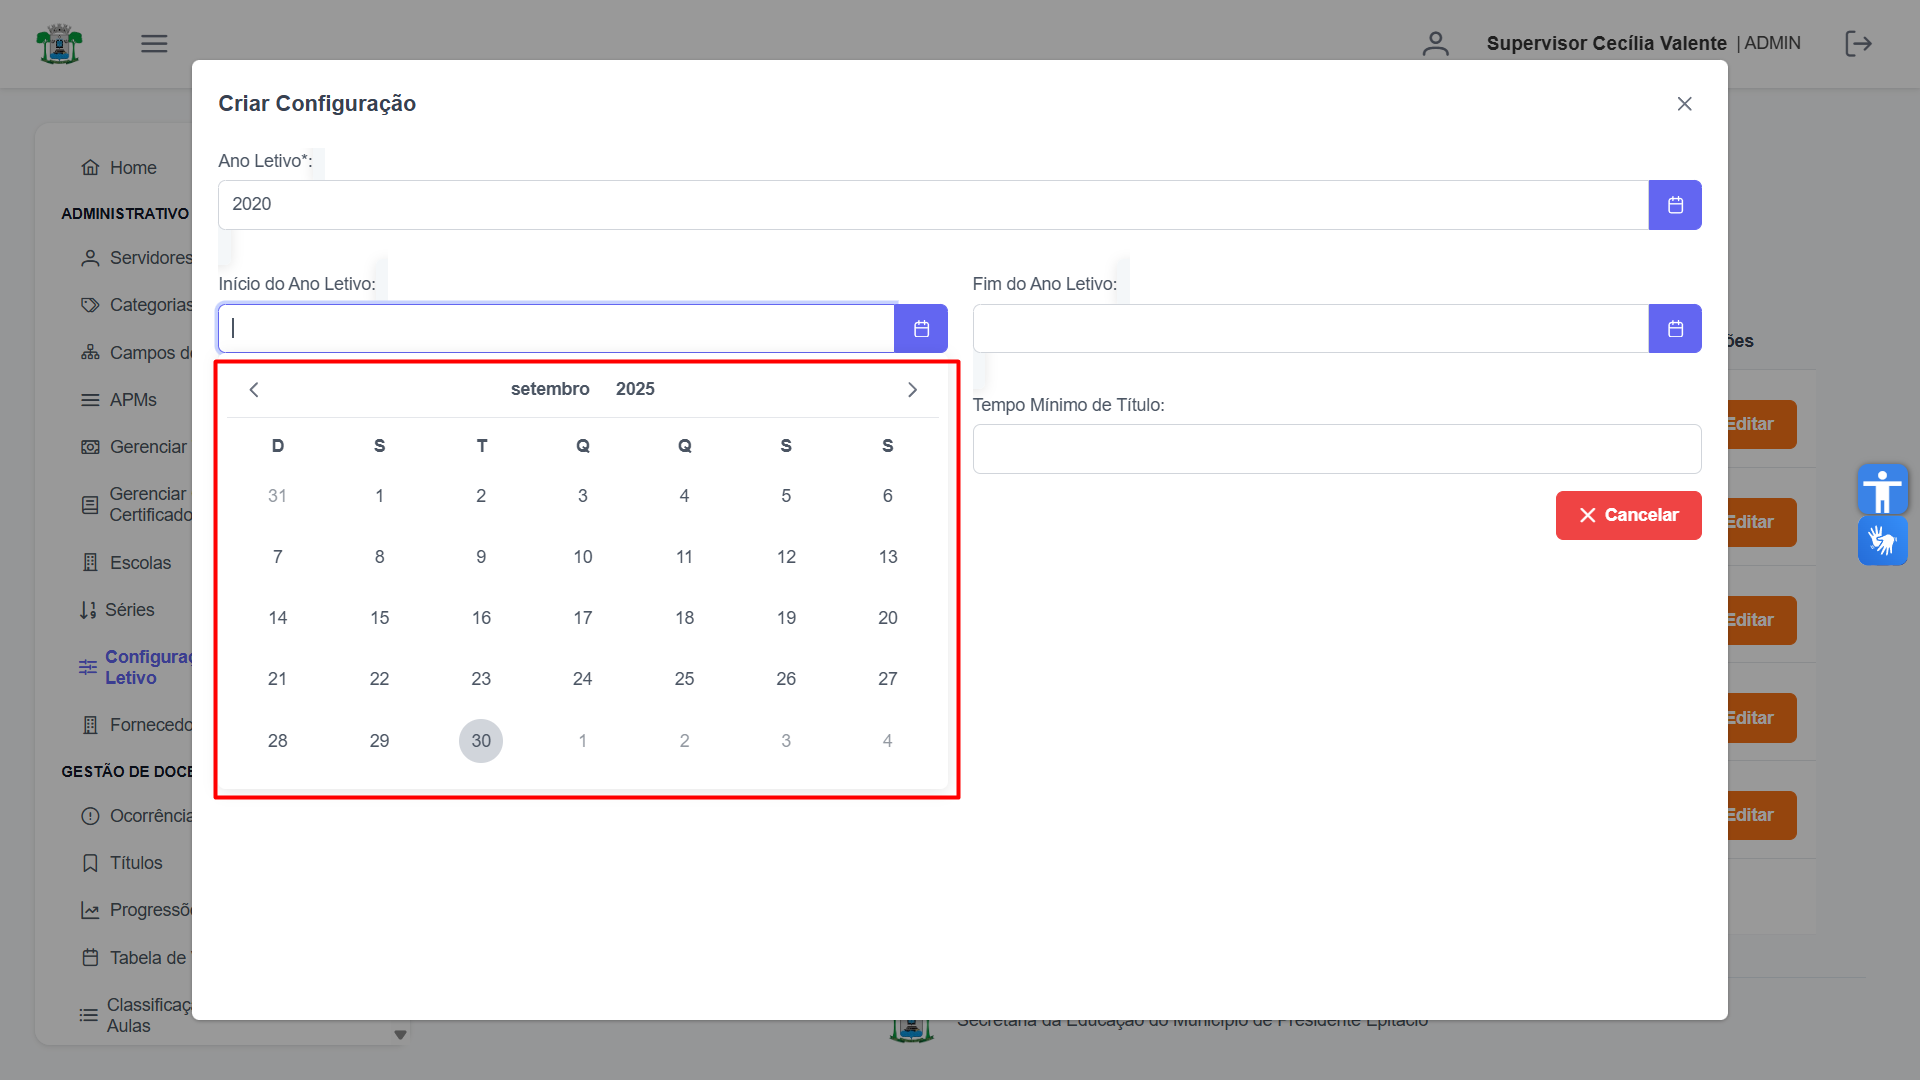 Supervisor Cecília Valente | ADMIN
Criar Configuração
Home
ADMINISTRATIVO
Servidores
Categorias
Campos de
APMs
Gerenciar
Gerenciar
Certificado
Escolas
Séries
Configuraç
Letivo
Fornecedo
GESTÃO DE DOCE
Ocorrência
Títulos
Progressõe
Tabela de
Classificaç
Aulas
Ano Letivo*:
2020
Início do Ano Letivo:
setembro 2025
D S T Q Q S S
31 1 2 3 4 5 6
7 8 9 10 11 12 13
14 15 16 17 18 19 20
21 22 23 24 25 26 27
28 29 30 1 2 3 4
Fim do Ano Letivo:
Tempo Mínimo de Título:
Cancelar
ões
Editar
Editar
Editar
Editar
Editar
Secretaria da Educação do Município de Presidente Epitácio